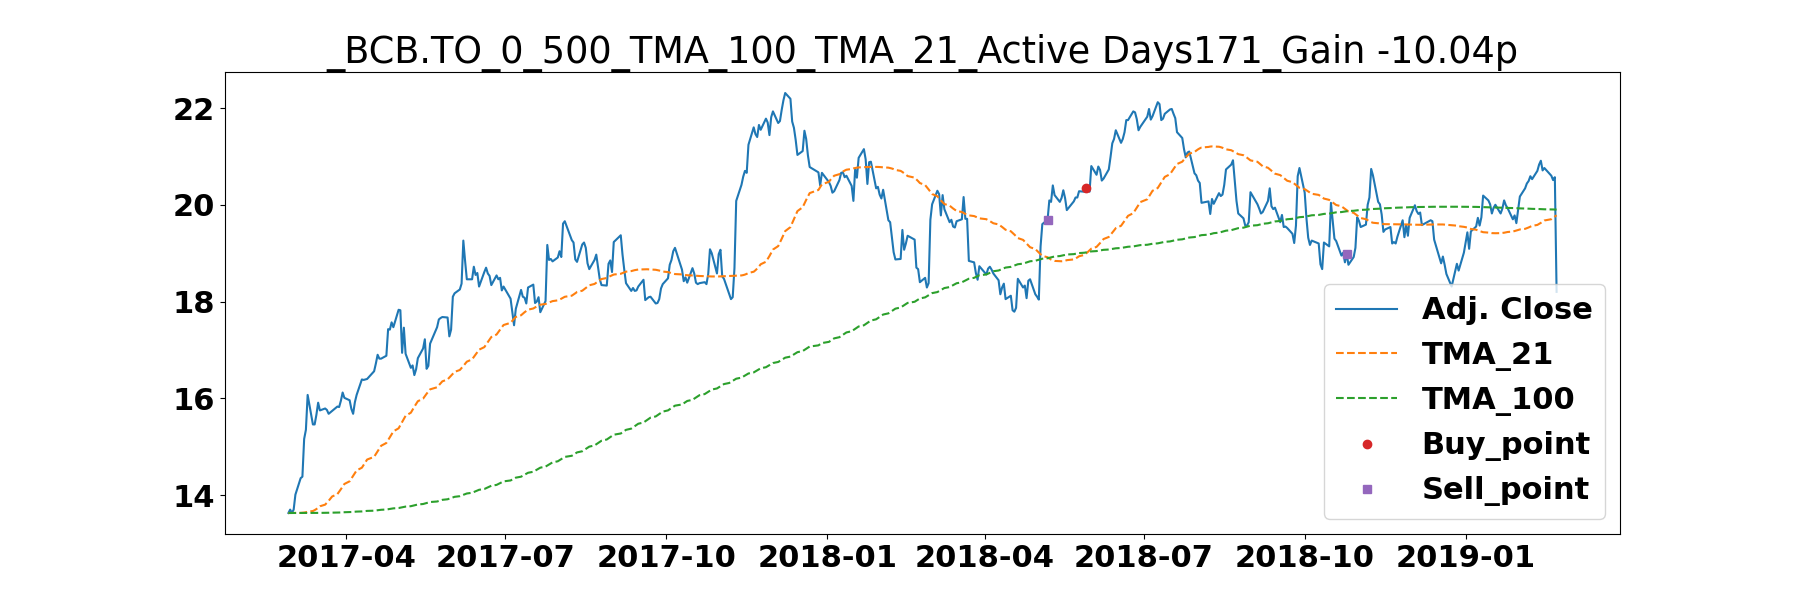 _BCB.TO_0_500_TMA_100_TMA_21_Active Days171_Gain -10.04p
22
20
18
16
14
2017-04 2017-07 2017-10 2018-01 2018-04 2018-07 2018-10 2019-01
Adj. Close
TMA_21
TMA_100
Buy_point
Sell_point